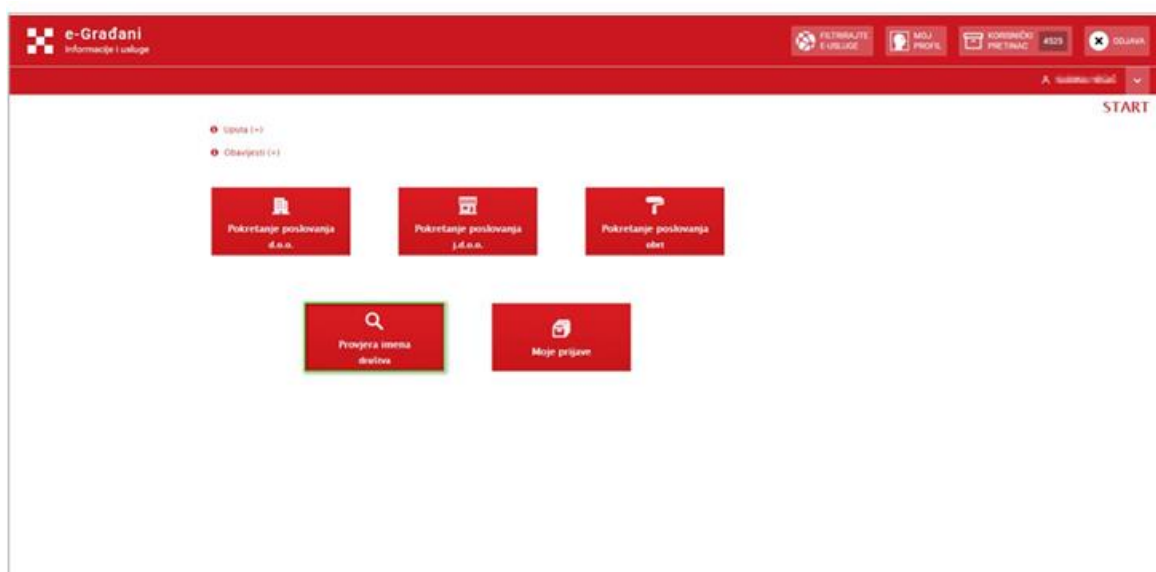 e-Građani
Informacije i usluge
FILTRIRAJTE
E-USLUGE
MOJ
PROFIL
KORISNIČKI
PRETINAC
4525
ODJAVA
START
Uputa (+)
Obavijesti (+)
Pokretanje poslovanja
d.o.o.
Pokretanje poslovanja
j.d.o.o.
Pokretanje poslovanja
obrt
Provjera imena
društva
Moje prijave